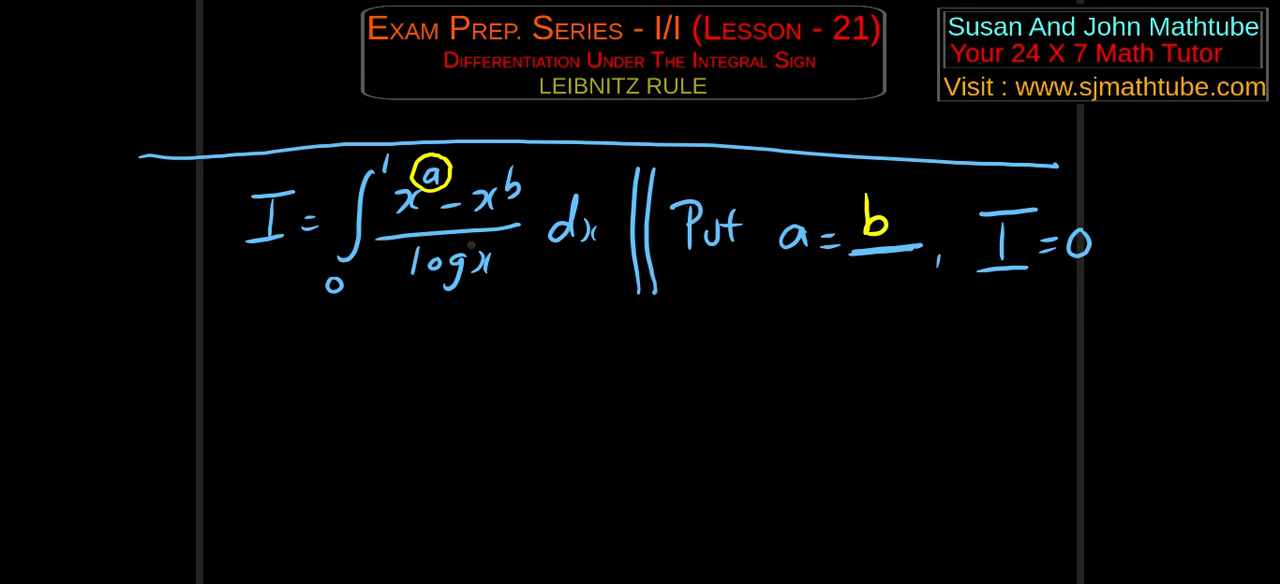 EXAM PREP. SERIES - I/I (LESSON - 21)
DIFFERENTIATION UNDER THE INTEGRAL SIGN
LEIBNITZ RULE
Susan And John Mathtube
Your 24 X 7 Math Tutor
Visit : www.sjmathtube.com
I = ∫₀¹ (xᵃ - xᵇ)/(log x) dx || Put a = b, I = 0